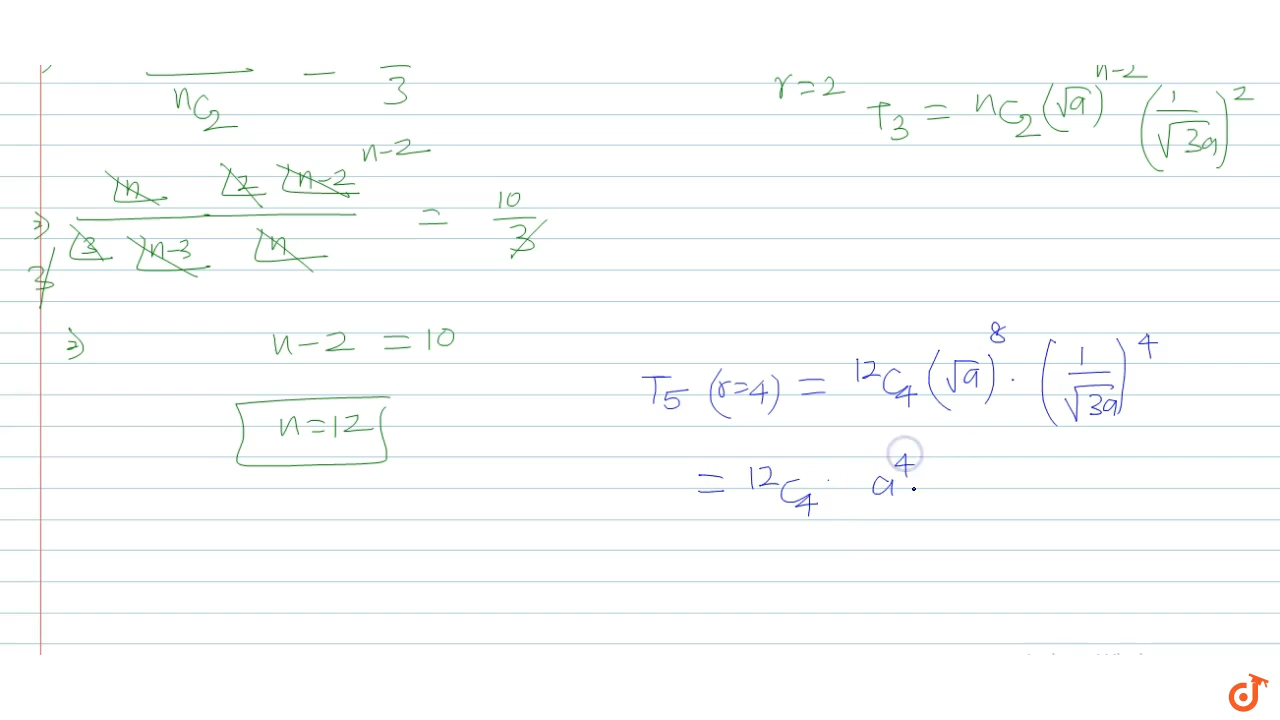 nC₂ = 3
r=2 T₃ = nC₂ (√a)ⁿ⁻² (1/√3a)²
⇒ n 2 n-2 n-2 / 3 n-3 n = 10/3
3
⇒ n-2 = 10
n=12
T₅ (r=4) = ¹²C₄ (√a)⁸ · (1/√3a)⁴
= ¹²C₄ · a⁴ ·